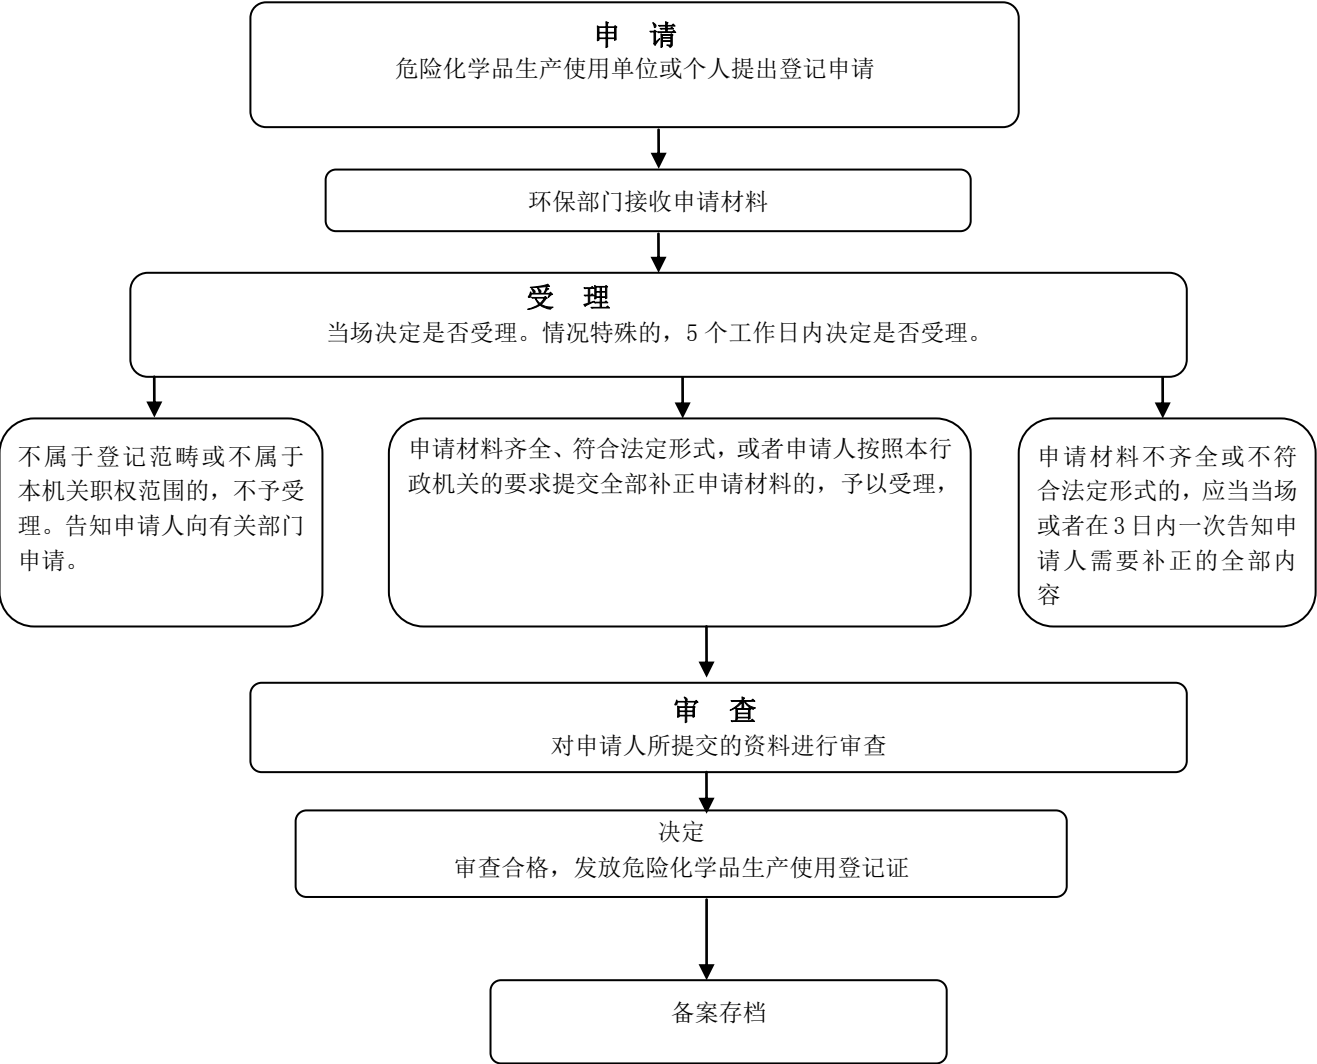 申 请
危险化学品生产使用单位或个人提出登记申请
环保部门接收申请材料
受 理
当场决定是否受理。情况特殊的，5 个工作日内决定是否受理。
不属于登记范畴或不属于
本机关职权范围的，不予受
理。告知申请人向有关部门
申请。
申请材料齐全、符合法定形式，或者申请人按照本行
政机关的要求提交全部补正申请材料的，予以受理，
申请材料不齐全或不符
合法定形式的，应当当场
或者在 3 日内一次告知申
请人需要补正的全部内
容
审 查
对申请人所提交的资料进行审查
决定
审查合格，发放危险化学品生产使用登记证
备案存档